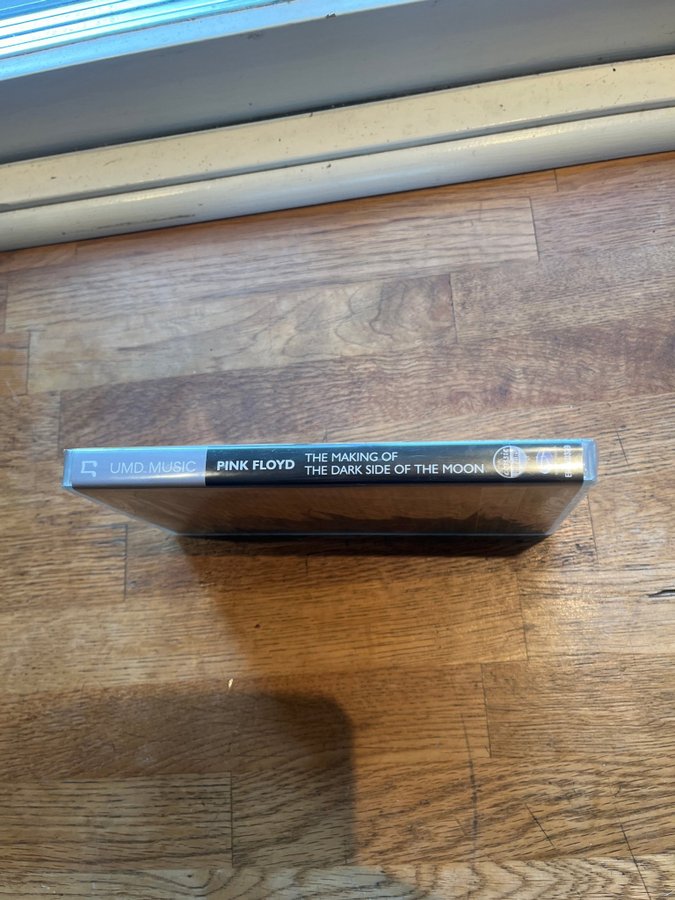 UMD.MUSIC
PINK FLOYD
THE MAKING OF
THE DARK SIDE OF THE MOON